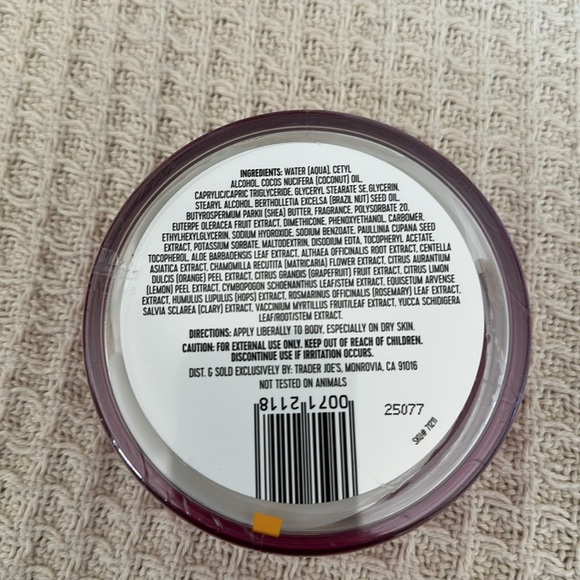 INGREDIENTS: WATER (AQUA), CETYL
ALCOHOL, COCOS NUCIFERA (COCONUT) OIL,
CAPRYLIC/CAPRIC TRIGLYCERIDE, GLYCERYL STEARATE SE, GLYCERIN,
STEARYL ALCOHOL, BERTHOLLETIA EXCELSA (BRAZIL NUT) SEED OIL,
BUTYROSPERMUM PARKII (SHEA) BUTTER, FRAGRANCE, POLYSORBATE 20,
EUTERPE OLERACEA FRUIT EXTRACT, DIMETHICONE, PHENOXYETHANOL, CARBOMER,
ETHYLHEXYLGLYCERIN, SODIUM HYDROXIDE, SODIUM BENZOATE, PAULLINIA CUPANA SEED
EXTRACT, POTASSIUM SORBATE, MALTODEXTRIN, DISODIUM EDTA, TOCOPHERYL ACETATE,
TOCOPHEROL, ALOE BARBADENSIS LEAF EXTRACT, ALTHAEA OFFICINALIS ROOT EXTRACT, CENTELLA
ASIATICA EXTRACT, CHAMOMILLA RECUTITA (MATRICARIA) FLOWER EXTRACT, CITRUS AURANTIUM
DULCIS (ORANGE) PEEL EXTRACT, CITRUS GRANDIS (GRAPEFRUIT) FRUIT EXTRACT, CITRUS LIMON
(LEMON) PEEL EXTRACT, CYMBOPOGON SCHOENANTHUS LEAF/STEM EXTRACT, EQUISETUM ARVENSE
EXTRACT, HUMULUS LUPULUS (HOPS) EXTRACT, ROSMARINUS OFFICINALIS (ROSEMARY) LEAF EXTRACT,
SALVIA SCLAREA (CLARY) EXTRACT, VACCINIUM MYRTILLUS FRUIT/LEAF EXTRACT, YUCCA SCHIDIGERA
LEAF/ROOT/STEM EXTRACT.
DIRECTIONS: APPLY LIBERALLY TO BODY, ESPECIALLY ON DRY SKIN.
CAUTION: FOR EXTERNAL USE ONLY. KEEP OUT OF REACH OF CHILDREN.
DISCONTINUE USE IF IRRITATION OCCURS.
DIST. & SOLD EXCLUSIVELY BY: TRADER JOE'S, MONROVIA, CA 91016
NOT TESTED ON ANIMALS
0071 2118
25077
SKU# 71211